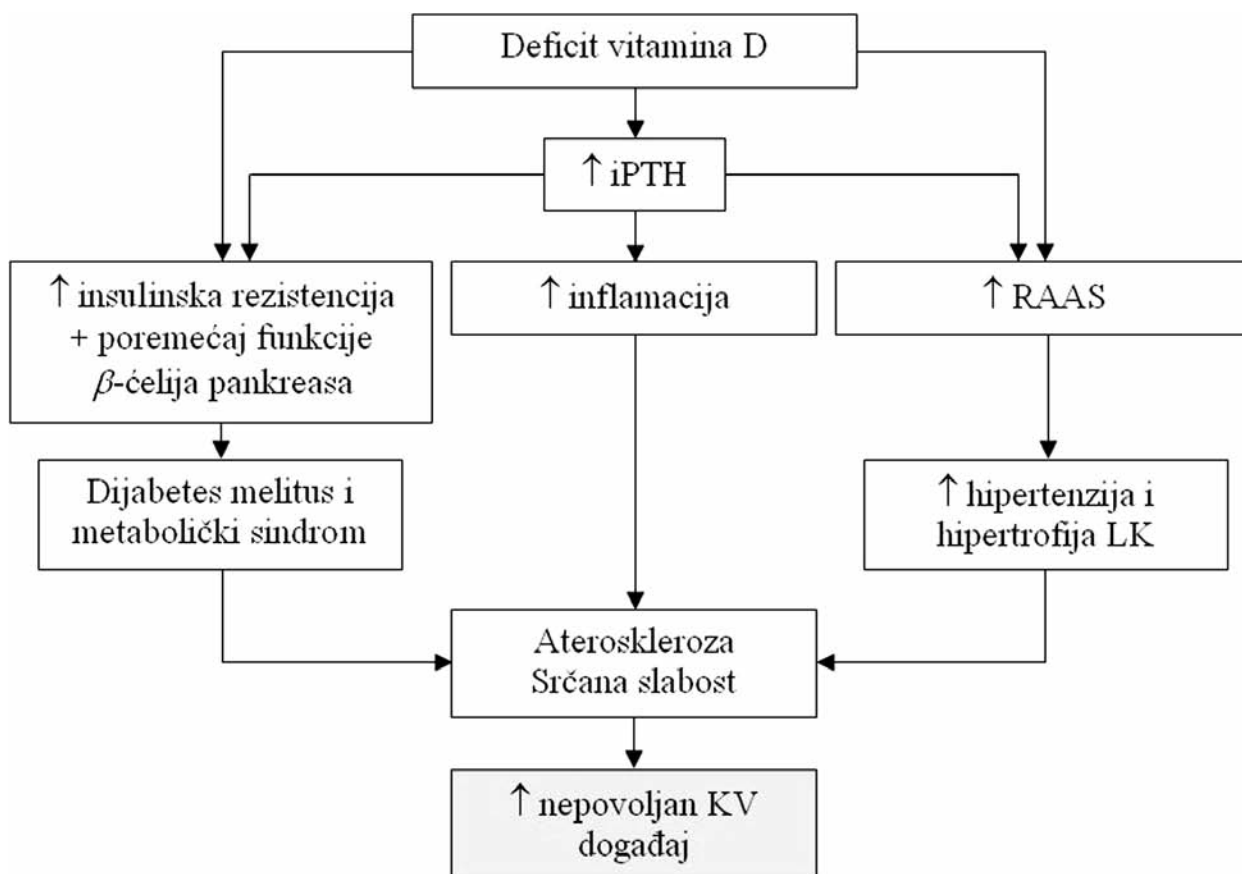 Deficit vitamina D
↑ iPTH
↑ insulinska rezistencija
+ poremećaj funkcije
β-ćelija pankreasa
↑ inflamacija
↑ RAAS
Dijabetes melitus i
metabolički sindrom
↑ hipertenzija i
hipertrofija LK
Ateroskleroza
Srčana slabost
↑ nepovoljan KV
događaj